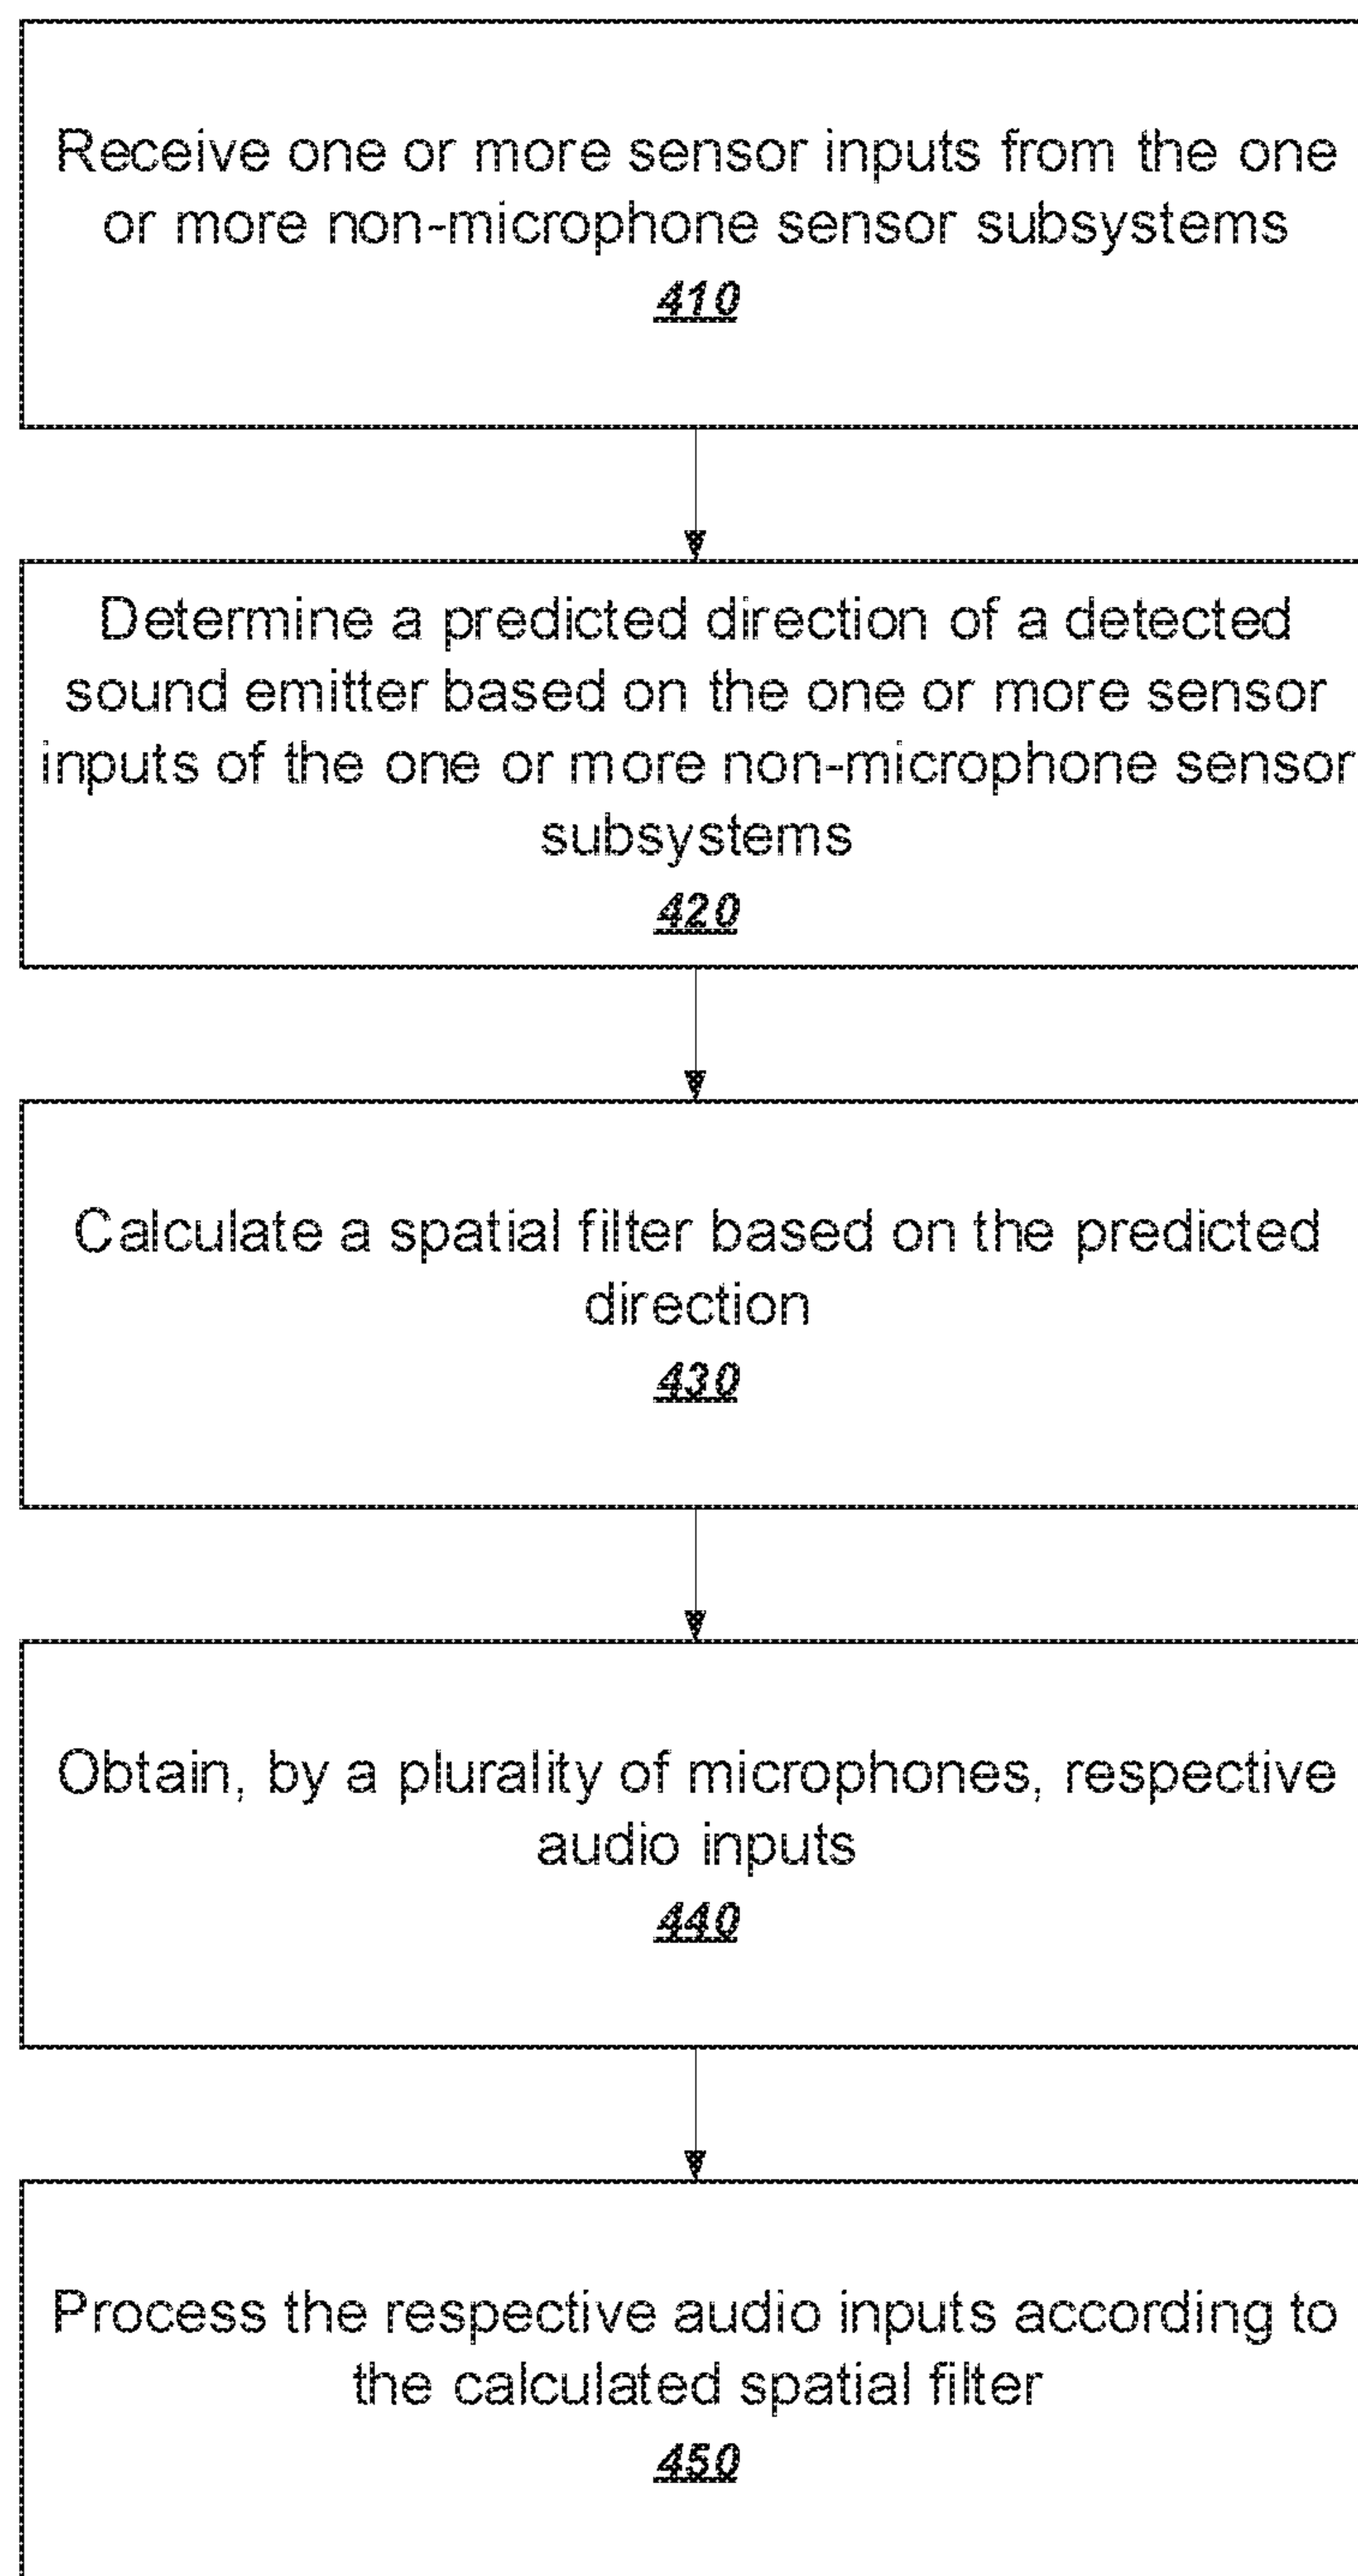 Receive one or more sensor inputs from the one
or more non-microphone sensor subsystems
410
Determine a predicted direction of a detected
sound emitter based on the one or more sensor
inputs of the one or more non-microphone sensor
subsystems
420
Calculate a spatial filter based on the predicted
direction
430
Obtain, by a plurality of microphones, respective
audio inputs
440
Process the respective audio inputs according to
the calculated spatial filter
450